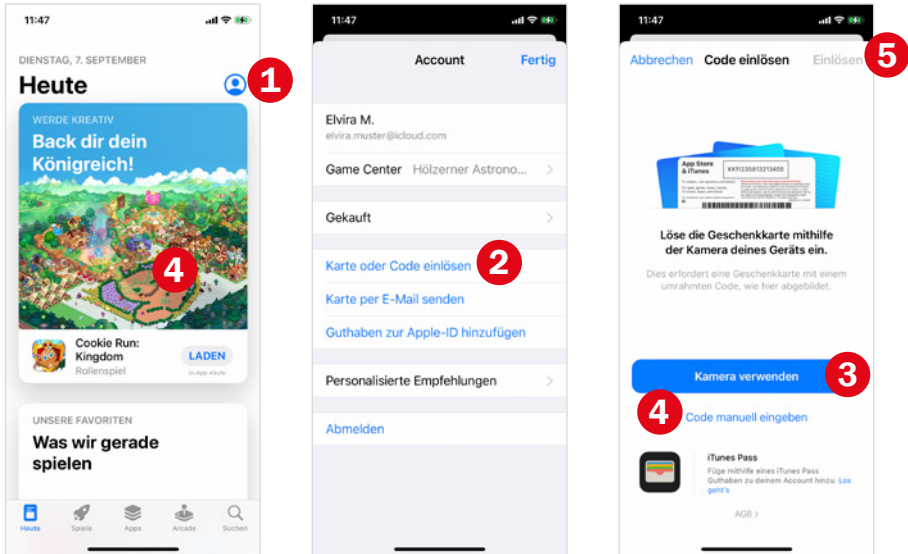 11:47
DIENSTAG, 7. SEPTEMBER
Heute
1
WERDE KREATIV
Back dir dein
Königreich!
4
Cookie Run:
Kingdom
Rollenspiel
LADEN
In-App-Käufe
UNSERE FAVORITEN
Was wir gerade
spielen
Heute
Spiele
Apps
Arcade
Suchen
11:47
Account
Fertig
Elvira M.
elvira.muster@icloud.com
Game Center Hölzerner Astrono...
Gekauft
Karte oder Code einlösen 2
Karte per E-Mail senden
Guthaben zur Apple-ID hinzufügen
Personalisierte Empfehlungen
Abmelden
11:47
Abbrechen Code einlösen Einlösen 5
App Store
& iTunes
XX11235813213455
Löse die Geschenkkarte mithilfe
der Kamera deines Geräts ein.
Dies erfordert eine Geschenkkarte mit einem
umrahmten Code, wie hier abgebildet.
Kamera verwenden 3
4 Code manuell eingeben
iTunes Pass
Füge mithilfe eines iTunes Pass
Guthaben zu deinem Account hinzu. Los
geht's
AGB >